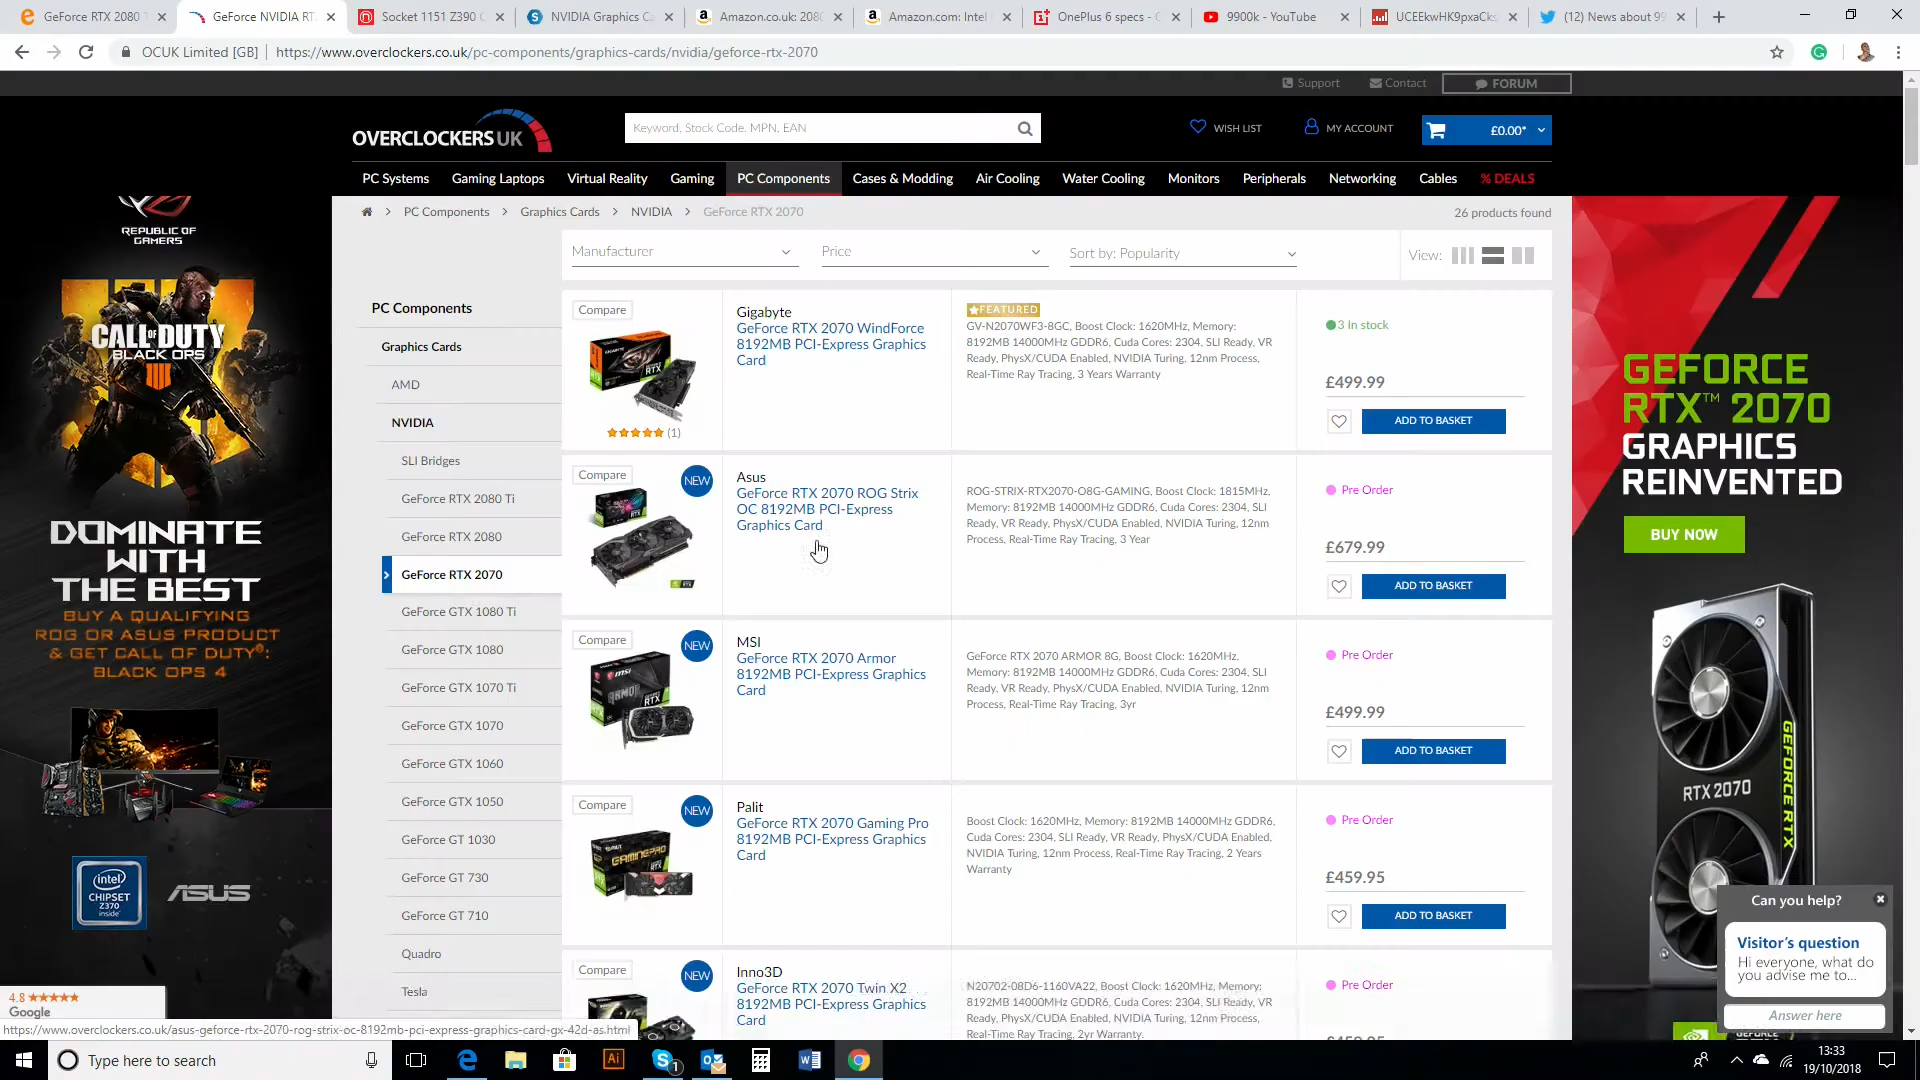 GeForce RTX 2080 T
GeForce NVIDIA RT
Socket 1151 Z390 C
NVIDIA Graphics Ca
Amazon.co.uk: 2080
Amazon.com: Intel
OnePlus 6 specs - C
9900k - YouTube
UCEEkwHK9pxaCks
(12) News about 99
OCUK Limited [GB]
https://www.overclockers.co.uk/pc-components/graphics-cards/nvidia/geforce-rtx-2070
Support
Contact
FORUM
OVERCLOCKERS UK
Keyword, Stock Code. MPN, EAN
WISH LIST
MY ACCOUNT
£0.00*
PC Systems
Gaming Laptops
Virtual Reality
Gaming
PC Components
Cases & Modding
Air Cooling
Water Cooling
Monitors
Peripherals
Networking
Cables
% DEALS
PC Components
Graphics Cards
NVIDIA
GeForce RTX 2070
26 products found
Manufacturer
Price
Sort by: Popularity
View:
PC Components
Graphics Cards
AMD
NVIDIA
SLI Bridges
GeForce RTX 2080 Ti
GeForce RTX 2080
GeForce RTX 2070
GeForce GTX 1080 Ti
GeForce GTX 1080
GeForce GTX 1070 Ti
GeForce GTX 1070
GeForce GTX 1060
GeForce GTX 1050
GeForce GT 1030
GeForce GT 730
GeForce GT 710
Quadro
Tesla
Compare
(1)
Gigabyte
GeForce RTX 2070 WindForce
8192MB PCI-Express Graphics
Card
FEATURED
GV-N2070WF3-8GC, Boost Clock: 1620MHz, Memory:
8192MB 14000MHz GDDR6, Cuda Cores: 2304, SLI Ready, VR
Ready, PhysX/CUDA Enabled, NVIDIA Turing, 12nm Process,
Real-Time Ray Tracing, 3 Years Warranty
3 In stock
£499.99
ADD TO BASKET
Compare
NEW
Asus
GeForce RTX 2070 ROG Strix
OC 8192MB PCI-Express
Graphics Card
ROG-STRIX-RTX2070-O8G-GAMING, Boost Clock: 1815MHz,
Memory: 8192MB 14000MHz GDDR6, Cuda Cores: 2304, SLI
Ready, VR Ready, PhysX/CUDA Enabled, NVIDIA Turing, 12nm
Process, Real-Time Ray Tracing, 3 Year
Pre Order
£679.99
ADD TO BASKET
Compare
NEW
msi
ARMOR
MSI
GeForce RTX 2070 Armor
8192MB PCI-Express Graphics
Card
GeForce RTX 2070 ARMOR 8G, Boost Clock: 1620MHz,
Memory: 8192MB 14000MHz GDDR6, Cuda Cores: 2304, SLI
Ready, VR Ready, PhysX/CUDA Enabled, NVIDIA Turing, 12nm
Process, Real-Time Ray Tracing, 3yr
Pre Order
£499.99
ADD TO BASKET
Compare
NEW
GAMINGPRO
Palit
GeForce RTX 2070 Gaming Pro
8192MB PCI-Express Graphics
Card
Boost Clock: 1620MHz, Memory: 8192MB 14000MHz GDDR6,
Cuda Cores: 2304, SLI Ready, VR Ready, PhysX/CUDA Enabled,
NVIDIA Turing, 12nm Process, Real-Time Ray Tracing, 2 Years
Warranty
Pre Order
£459.95
ADD TO BASKET
Compare
NEW
Inno3D
GeForce RTX 2070 Twin X2
8192MB PCI-Express Graphics
Card
N20702-08D6-1160VA22, Boost Clock: 1620MHz, Memory:
8192MB 14000MHz GDDR6, Cuda Cores: 2304, SLI Ready, VR
Ready, PhysX/CUDA Enabled, NVIDIA Turing, 12nm Process,
Real-Time Ray Tracing, 2yr Warranty.
Pre Order
REPUBLIC OF
GAMERS
CALL OF DUTY
BLACK OPS
DOMINATE
WITH
THE BEST
BUY A QUALIFYING
ROG OR ASUS PRODUCT
& GET CALL OF DUTY®:
BLACK OPS 4
intel
CHIPSET
Z370
inside
ASUS
4.8
Google
https://www.overclockers.co.uk/asus-geforce-rtx-2070-rog-strix-oc-8192mb-pci-express-graphics-card-gx-42d-as.html
GEFORCE
RTX™ 2070
GRAPHICS
REINVENTED
BUY NOW
RTX 2070
GEFORCE RTX
Can you help?
Visitor's question
Hi everyone, what do
you advise me to...
Answer here
Type here to search
13:33
19/10/2018